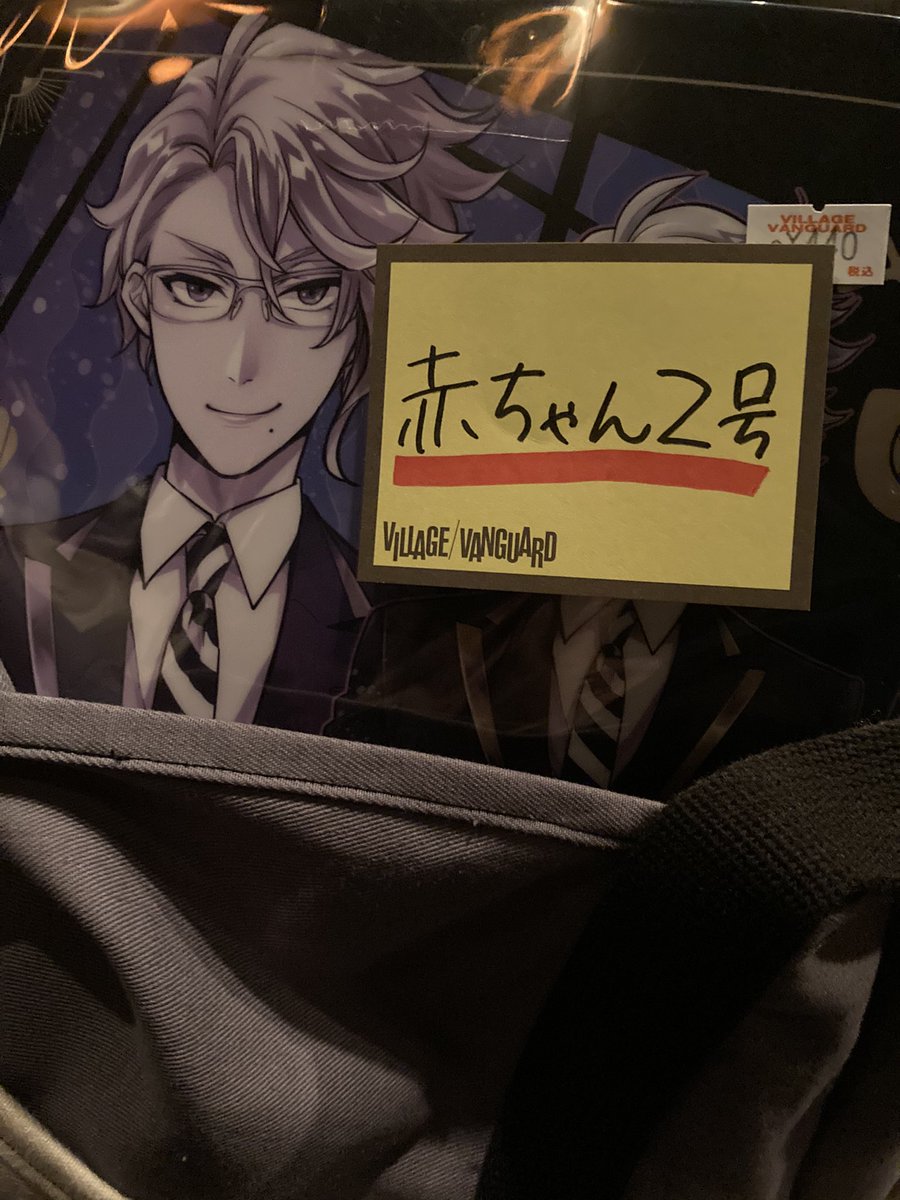 VILLAGE
VANGUARD
税込
赤ちゃん2号
VILLAGE/VANGUARD